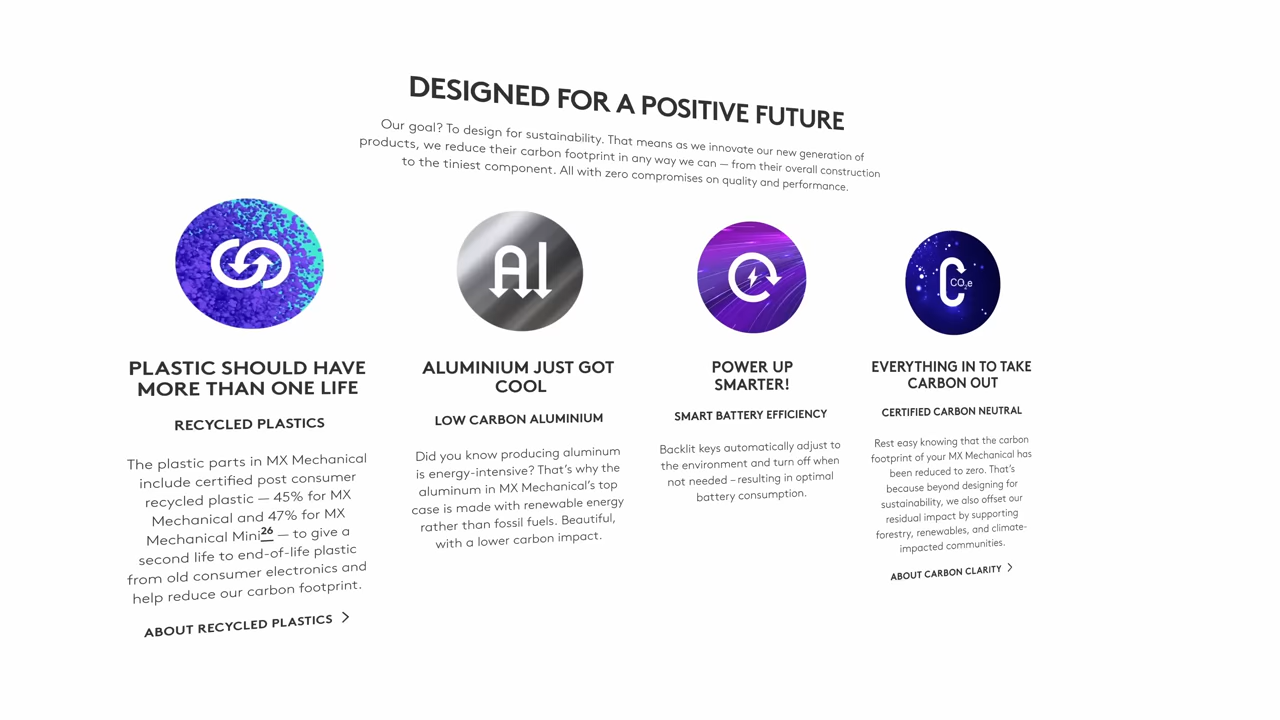 DESIGNED FOR A POSITIVE FUTURE
Our goal? To design for sustainability. That means as we innovate our new generation of
products, we reduce their carbon footprint in any way we can — from their overall construction
to the tiniest component. All with zero compromises on quality and performance.
Al
CO₂e
PLASTIC SHOULD HAVE
MORE THAN ONE LIFE
RECYCLED PLASTICS
The plastic parts in MX Mechanical
include certified post consumer
recycled plastic — 45% for MX
Mechanical and 47% for MX
Mechanical Mini26 — to give a
second life to end-of-life plastic
from old consumer electronics and
help reduce our carbon footprint.
ABOUT RECYCLED PLASTICS >
ALUMINIUM JUST GOT
COOL
LOW CARBON ALUMINIUM
Did you know producing aluminum
is energy-intensive? That's why the
aluminum in MX Mechanical's top
case is made with renewable energy
rather than fossil fuels. Beautiful,
with a lower carbon impact.
POWER UP
SMARTER!
SMART BATTERY EFFICIENCY
Backlit keys automatically adjust to
the environment and turn off when
not needed – resulting in optimal
battery consumption.
EVERYTHING IN TO TAKE
CARBON OUT
CERTIFIED CARBON NEUTRAL
Rest easy knowing that the carbon
footprint of your MX Mechanical has
been reduced to zero. That's
because beyond designing for
sustainability, we also offset our
residual impact by supporting
forestry, renewables, and climate-
impacted communities.
ABOUT CARBON CLARITY >